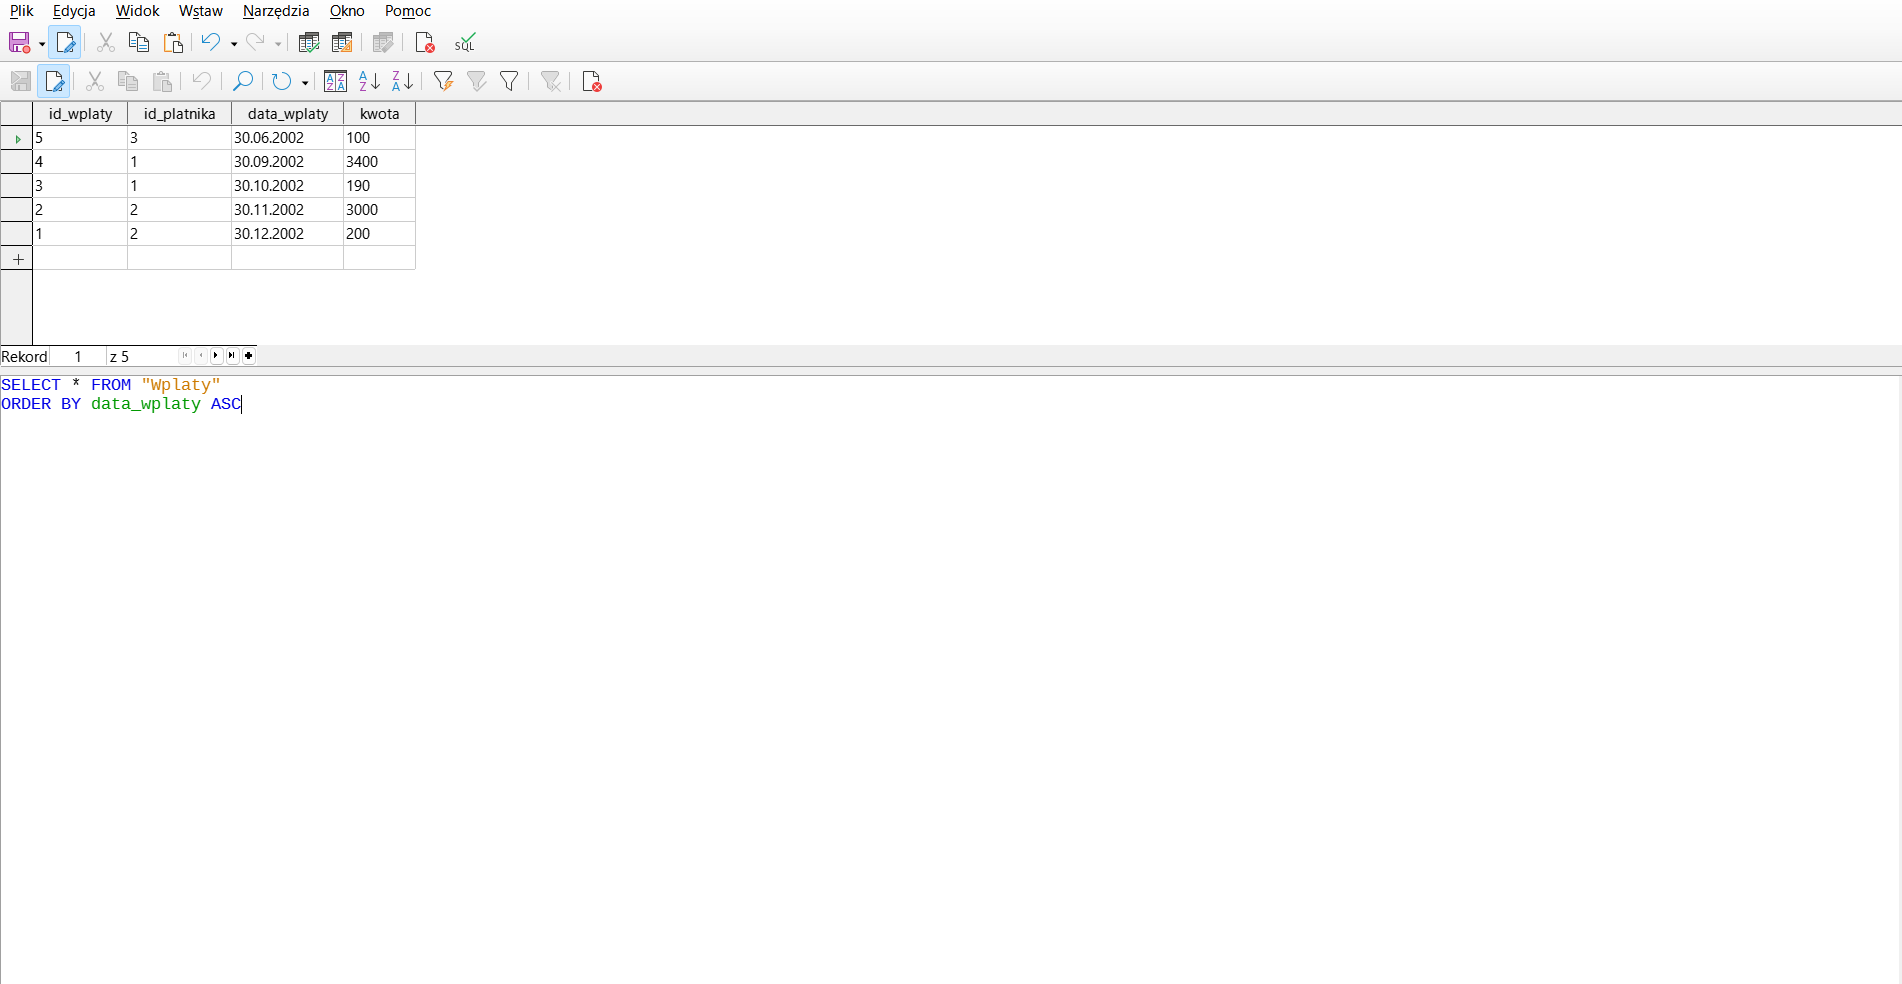 Plik Edycja Widok Wstaw Narzędzia Okno Pomoc
SQL
id_wplaty id_platnika data_wplaty kwota
5 3 30.06.2002 100
4 1 30.09.2002 3400
3 1 30.10.2002 190
2 2 30.11.2002 3000
1 2 30.12.2002 200
Rekord 1 z 5
SELECT * FROM "Wplaty"
ORDER BY data_wplaty ASC